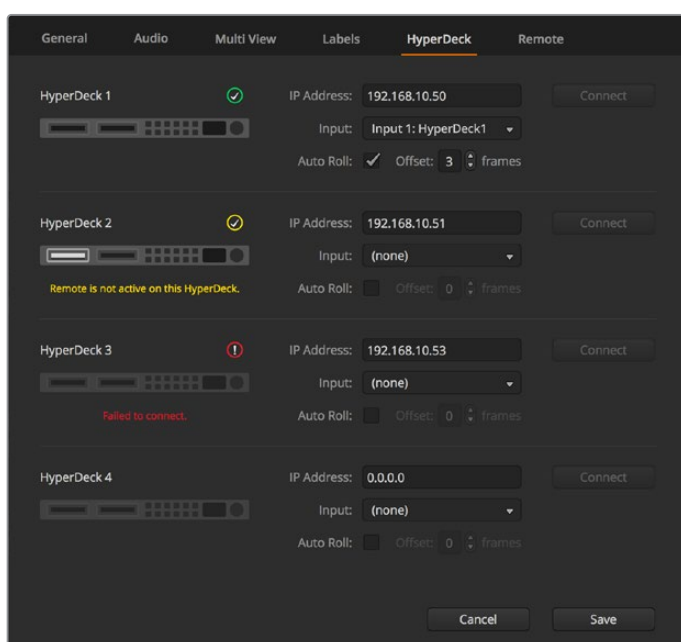 General Audio Multi View Labels HyperDeck Remote
HyperDeck 1 IP Address: 192.168.10.50 Connect
Input: Input 1: HyperDeck1
Auto Roll: Offset: 3 frames
HyperDeck 2 IP Address: 192.168.10.51 Connect
Input: (none)
Remote is not active on this HyperDeck. Auto Roll: Offset: 0 frames
HyperDeck 3 IP Address: 192.168.10.53 Connect
Input: (none)
Failed to connect. Auto Roll: Offset: 0 frames
HyperDeck 4 IP Address: 0.0.0.0 Connect
Input: (none)
Auto Roll: Offset: 0 frames
Cancel Save